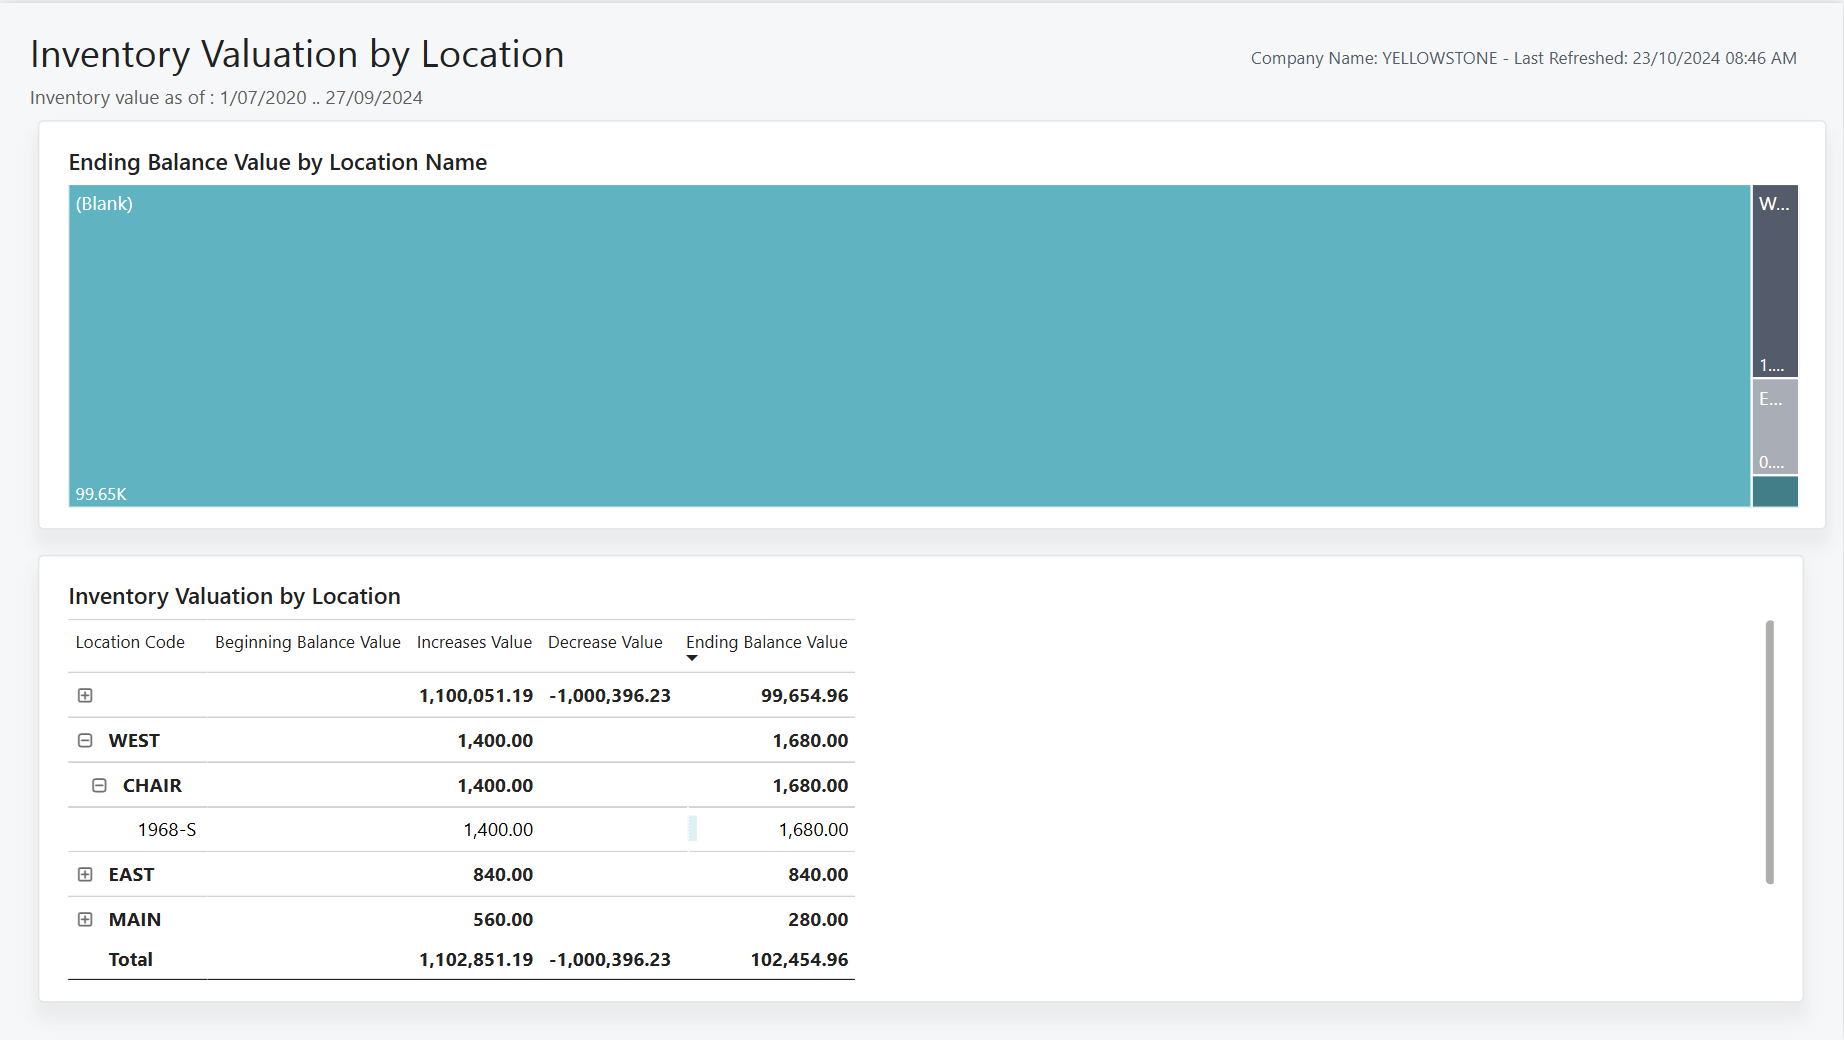 Inventory Valuation by Location
Company Name: YELLOWSTONE - Last Refreshed: 23/10/2024 08:46 AM
Inventory value as of : 1/07/2020 .. 27/09/2024
Ending Balance Value by Location Name
(Blank)
W...
1....
E...
0....
99.65K
Inventory Valuation by Location
Location Code Beginning Balance Value Increases Value Decrease Value Ending Balance Value
1,100,051.19 -1,000,396.23 99,654.96
WEST 1,400.00 1,680.00
CHAIR 1,400.00 1,680.00
1968-S 1,400.00 1,680.00
EAST 840.00 840.00
MAIN 560.00 280.00
Total 1,102,851.19 -1,000,396.23 102,454.96